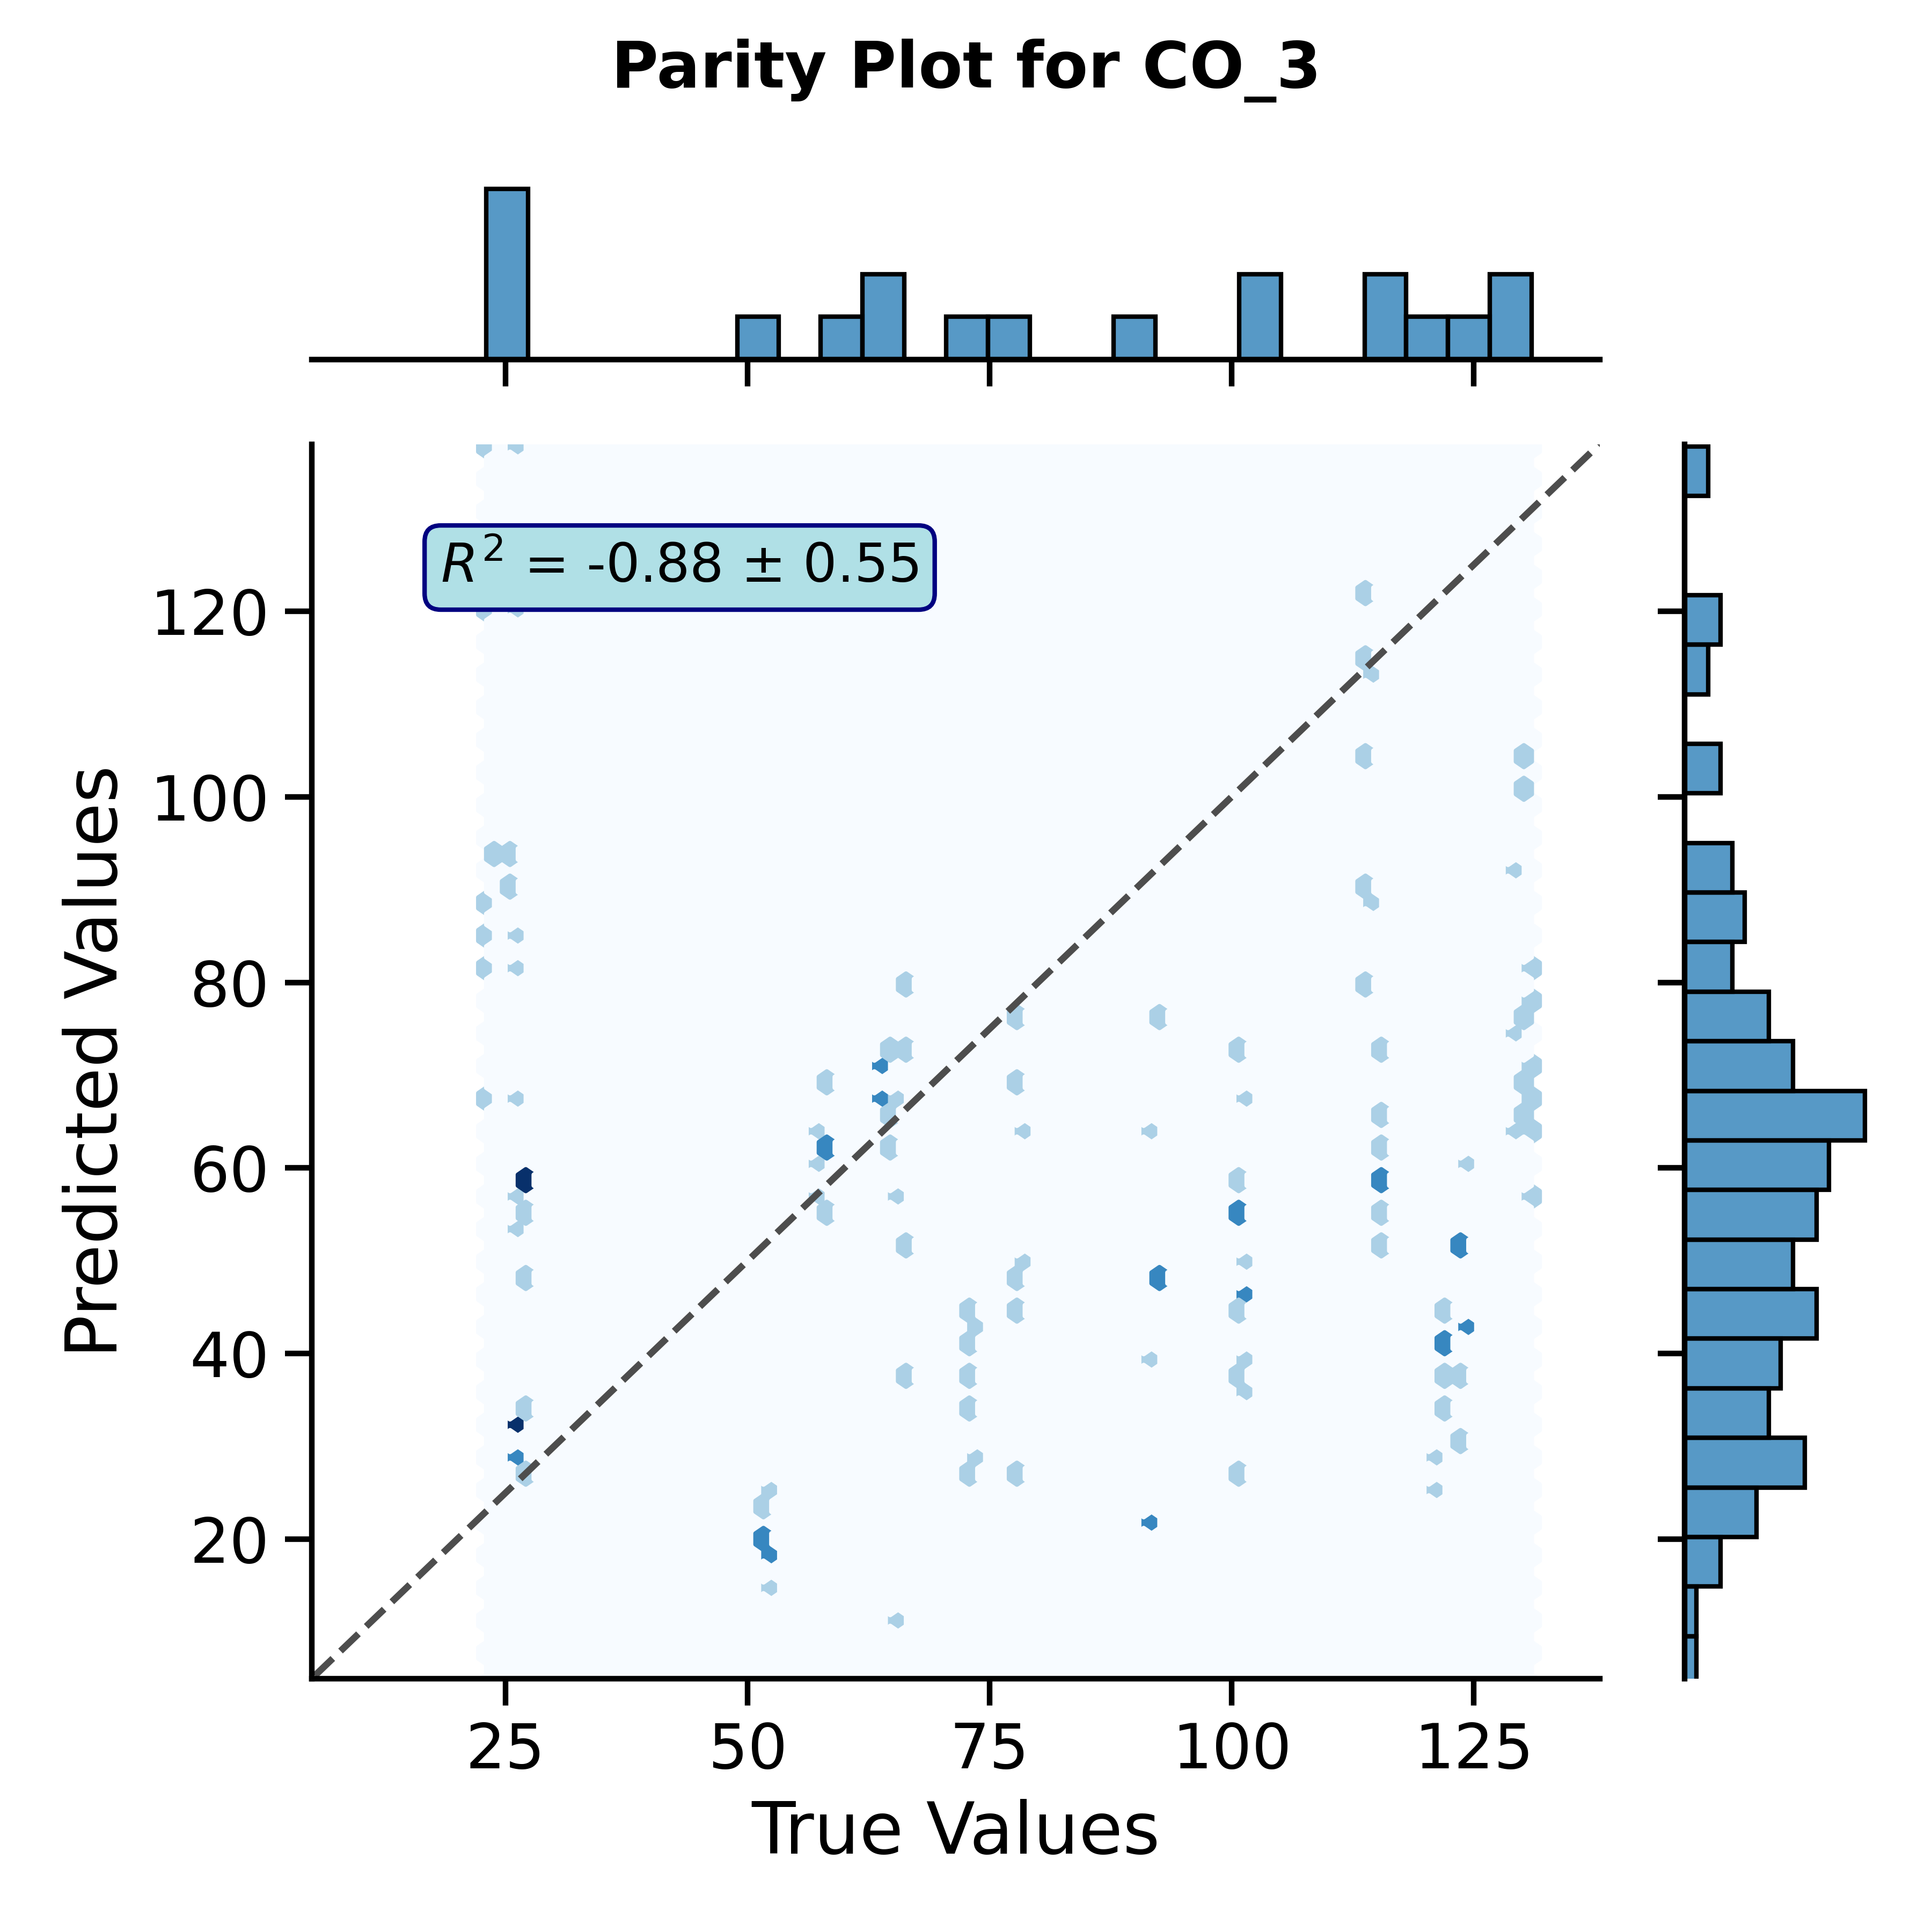 Parity Plot for CO_3
R² = -0.88 ± 0.55
120
100
80
60
40
20
Predicted Values
25 50 75 100 125
True Values